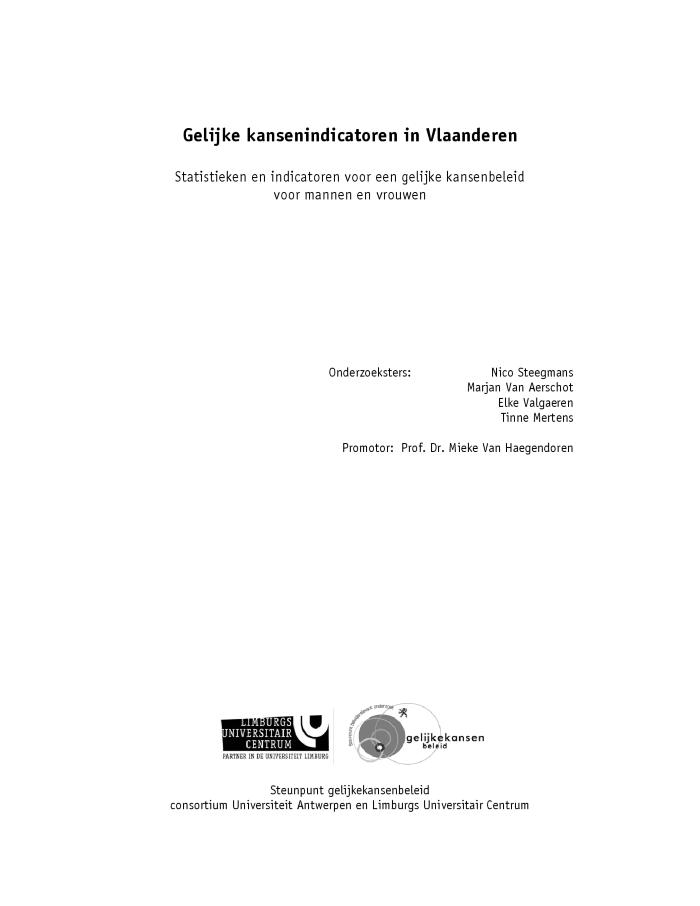 Gelijke kansenindicatoren in Vlaanderen
Statistieken en indicatoren voor een gelijke kansenbeleid
voor mannen en vrouwen
Onderzoeksters: Nico Steegmans
Marjan Van Aerschot
Elke Valgaeren
Tinne Mertens
Promotor: Prof. Dr. Mieke Van Haegendoren
LIMBURGS
UNIVERSITAIR
CENTRUM
PARTNER IN DE UNIVERSITEIT LIMBURG
gelijkekansen
beleid
Steunpunt gelijkekansenbeleid
consortium Universiteit Antwerpen en Limburgs Universitair Centrum